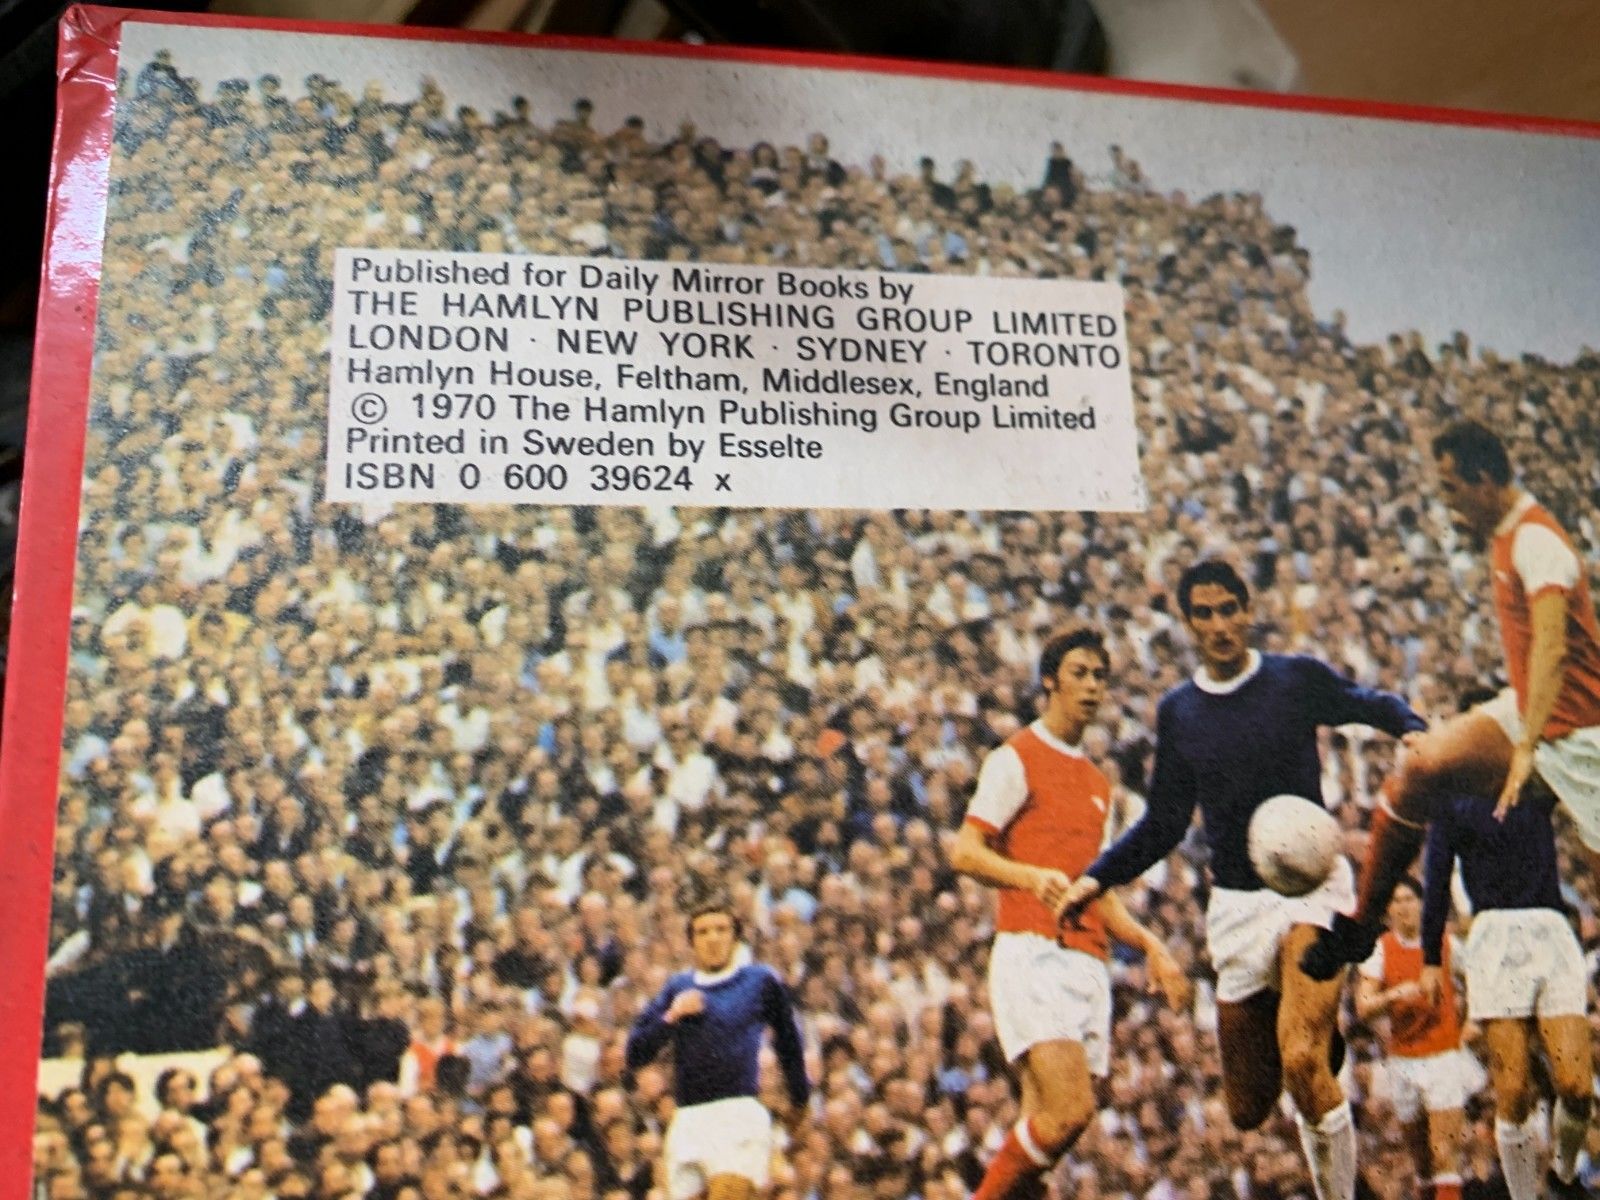 Published for Daily Mirror Books by
THE HAMLYN PUBLISHING GROUP LIMITED
LONDON · NEW YORK · SYDNEY · TORONTO
Hamlyn House, Feltham, Middlesex, England
© 1970 The Hamlyn Publishing Group Limited
Printed in Sweden by Esselte
ISBN 0 600 39624 x